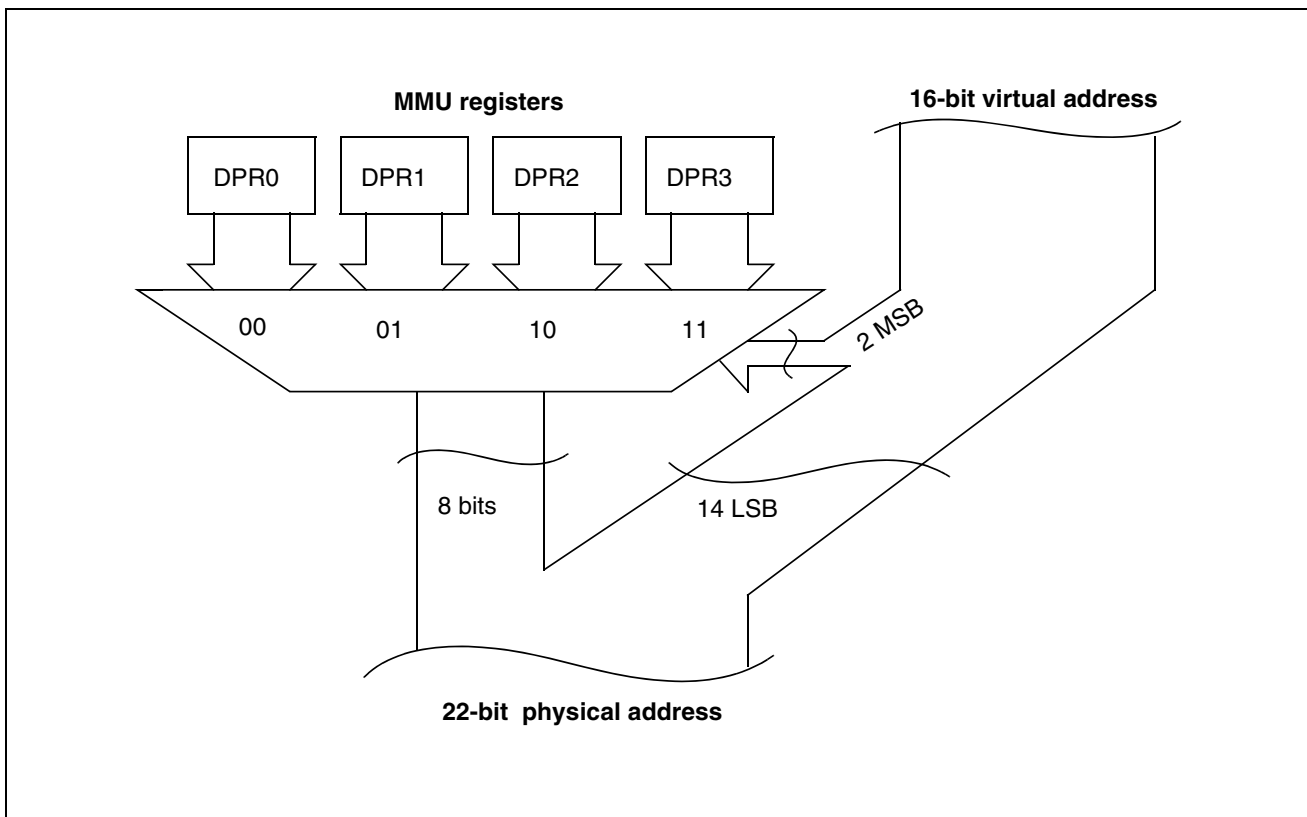 MMU registers
16-bit virtual address
DPR0 DPR1 DPR2 DPR3
00 01 10 11
2 MSB
8 bits
14 LSB
22-bit physical address